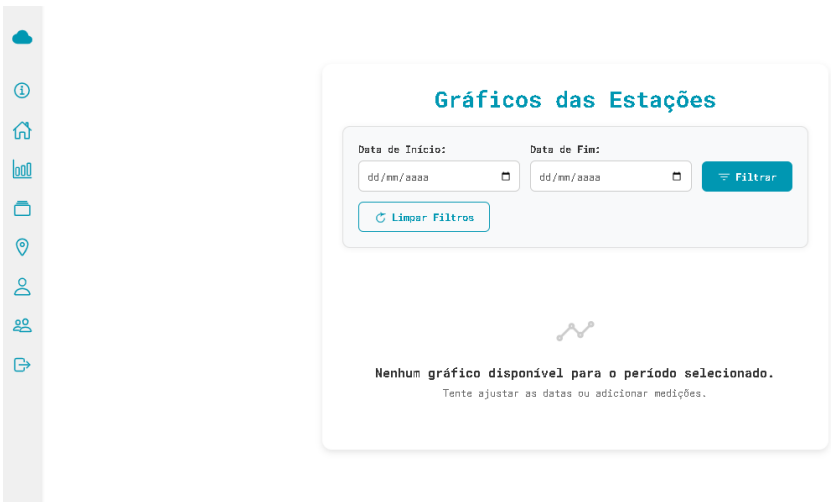 Gráficos das Estações
Data de Início:
Data de Fim:
dd/mm/aaaa
dd/mm/aaaa
Filtrar
Limpar Filtros
Nenhum gráfico disponível para o período selecionado.
Tente ajustar as datas ou adicionar medições.